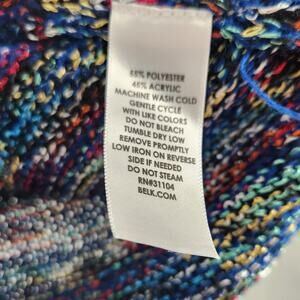 55% POLYESTER
45% ACRYLIC
MACHINE WASH COLD
GENTLE CYCLE
WITH LIKE COLORS
DO NOT BLEACH
TUMBLE DRY LOW
REMOVE PROMPTLY
LOW IRON ON REVERSE
SIDE IF NEEDED
DO NOT STEAM
RN#31104
BELK.COM